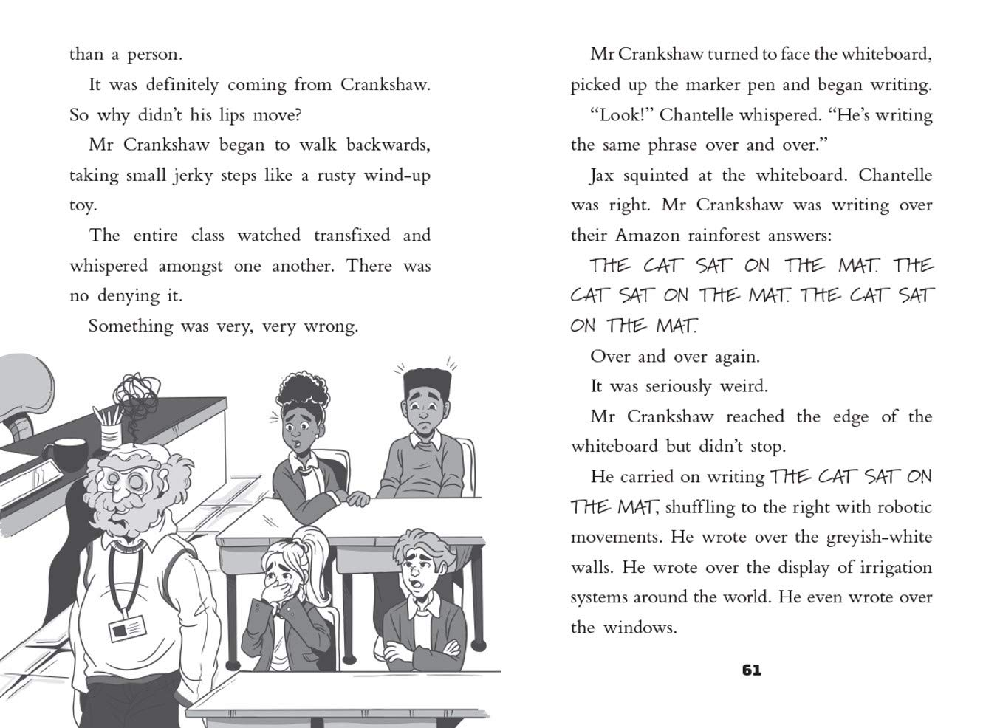 than a person.
It was definitely coming from Crankshaw.
So why didn’t his lips move?
Mr Crankshaw began to walk backwards,
taking small jerky steps like a rusty wind-up
toy.
The entire class watched transfixed and
whispered amongst one another. There was
no denying it.
Something was very, very wrong.
Mr Crankshaw turned to face the whiteboard,
picked up the marker pen and began writing.
“Look!” Chantelle whispered. “He’s writing
the same phrase over and over.”
Jax squinted at the whiteboard. Chantelle
was right. Mr Crankshaw was writing over
their Amazon rainforest answers:
THE CAT SAT ON THE MAT. THE
CAT SAT ON THE MAT. THE CAT SAT
ON THE MAT.
Over and over again.
It was seriously weird.
Mr Crankshaw reached the edge of the
whiteboard but didn’t stop.
He carried on writing THE CAT SAT ON
THE MAT, shuffling to the right with robotic
movements. He wrote over the greyish-white
walls. He wrote over the display of irrigation
systems around the world. He even wrote over
the windows.
61